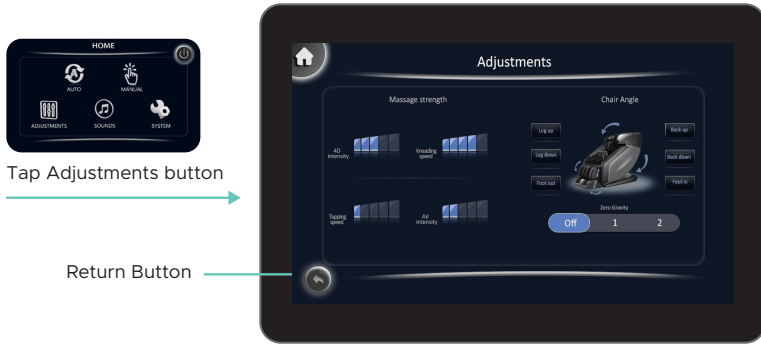 HOME
AUTO
MANUAL
ADJUSTMENTS
SOUNDS
SYSTEM
Tap Adjustments button
Return Button
Adjustments
Massage strength
4D
intensity
Kneading
speed
Tapping
speed
Air
intensity
Chair Angle
Leg up
Back up
Leg down
Back down
Foot out
Foot in
Zero Gravity
Off 1 2